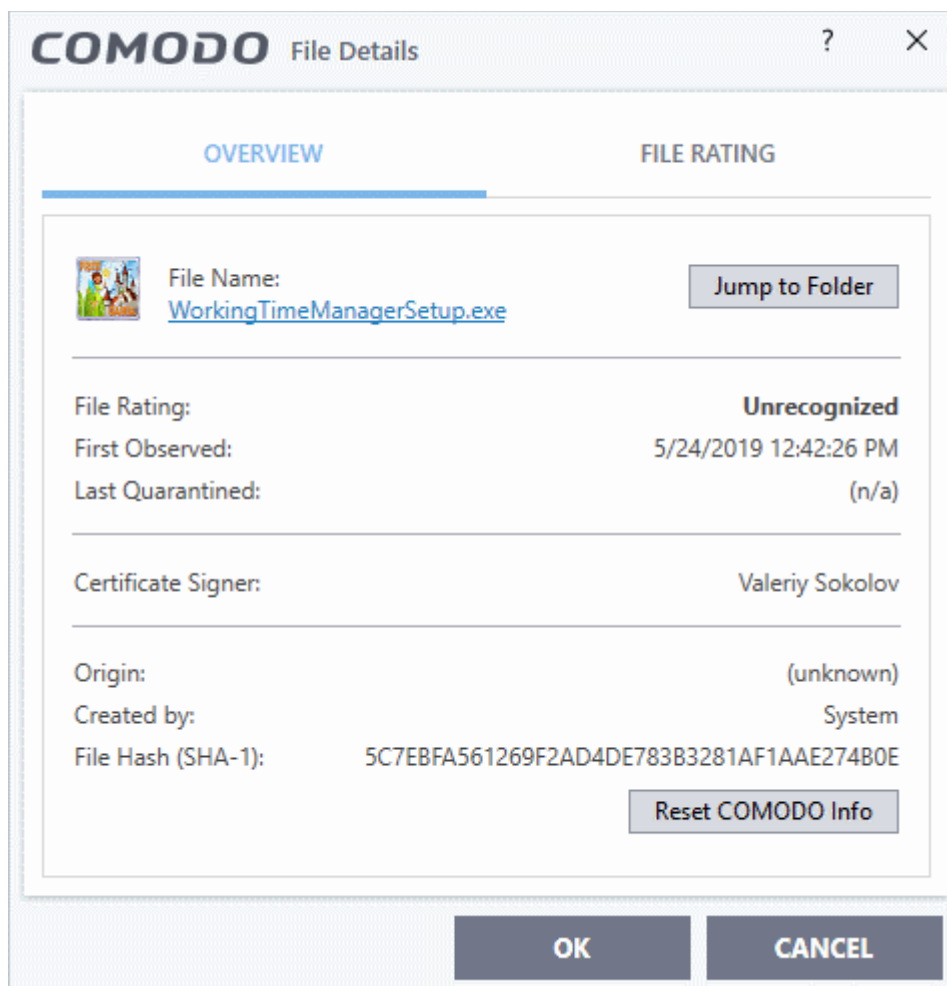 COMODO File Details ?
OVERVIEW FILE RATING
File Name:
WorkingTimeManagerSetup.exe
Jump to Folder
File Rating: Unrecognized
First Observed: 5/24/2019 12:42:26 PM
Last Quarantined: (n/a)
Certificate Signer: Valeriy Sokolov
Origin: (unknown)
Created by: System
File Hash (SHA-1): 5C7EBFA561269F2AD4DE783B3281AF1AAE274B0E
Reset COMODO Info
OK CANCEL